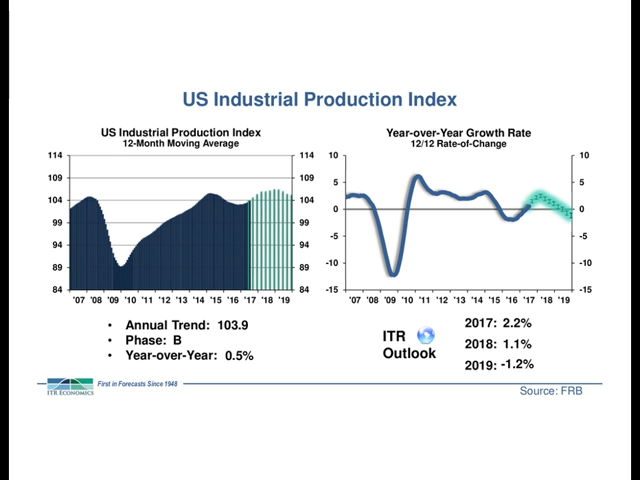 US Industrial Production Index
US Industrial Production Index
12-Month Moving Average
114
109
104
99
94
89
84
114
109
104
99
94
89
84
'07 '08 '09 '10 '11 '12 '13 '14 '15 '16 '17 '18 '19
Year-over-Year Growth Rate
12/12 Rate-of-Change
10
5
0
-5
-10
-15
10
5
0
-5
-10
-15
'07 '08 '09 '10 '11 '12 '13 '14 '15 '16 '17 '18 '19
• Annual Trend: 103.9
• Phase: B
• Year-over-Year: 0.5%
ITR
Outlook
2017: 2.2%
2018: 1.1%
2019: -1.2%
ITR ECONOMICS
First in Forecasts Since 1948
Source: FRB